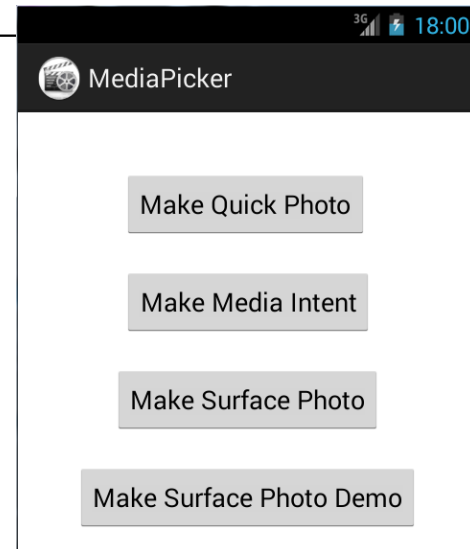 3G 18:00
MediaPicker
Make Quick Photo
Make Media Intent
Make Surface Photo
Make Surface Photo Demo